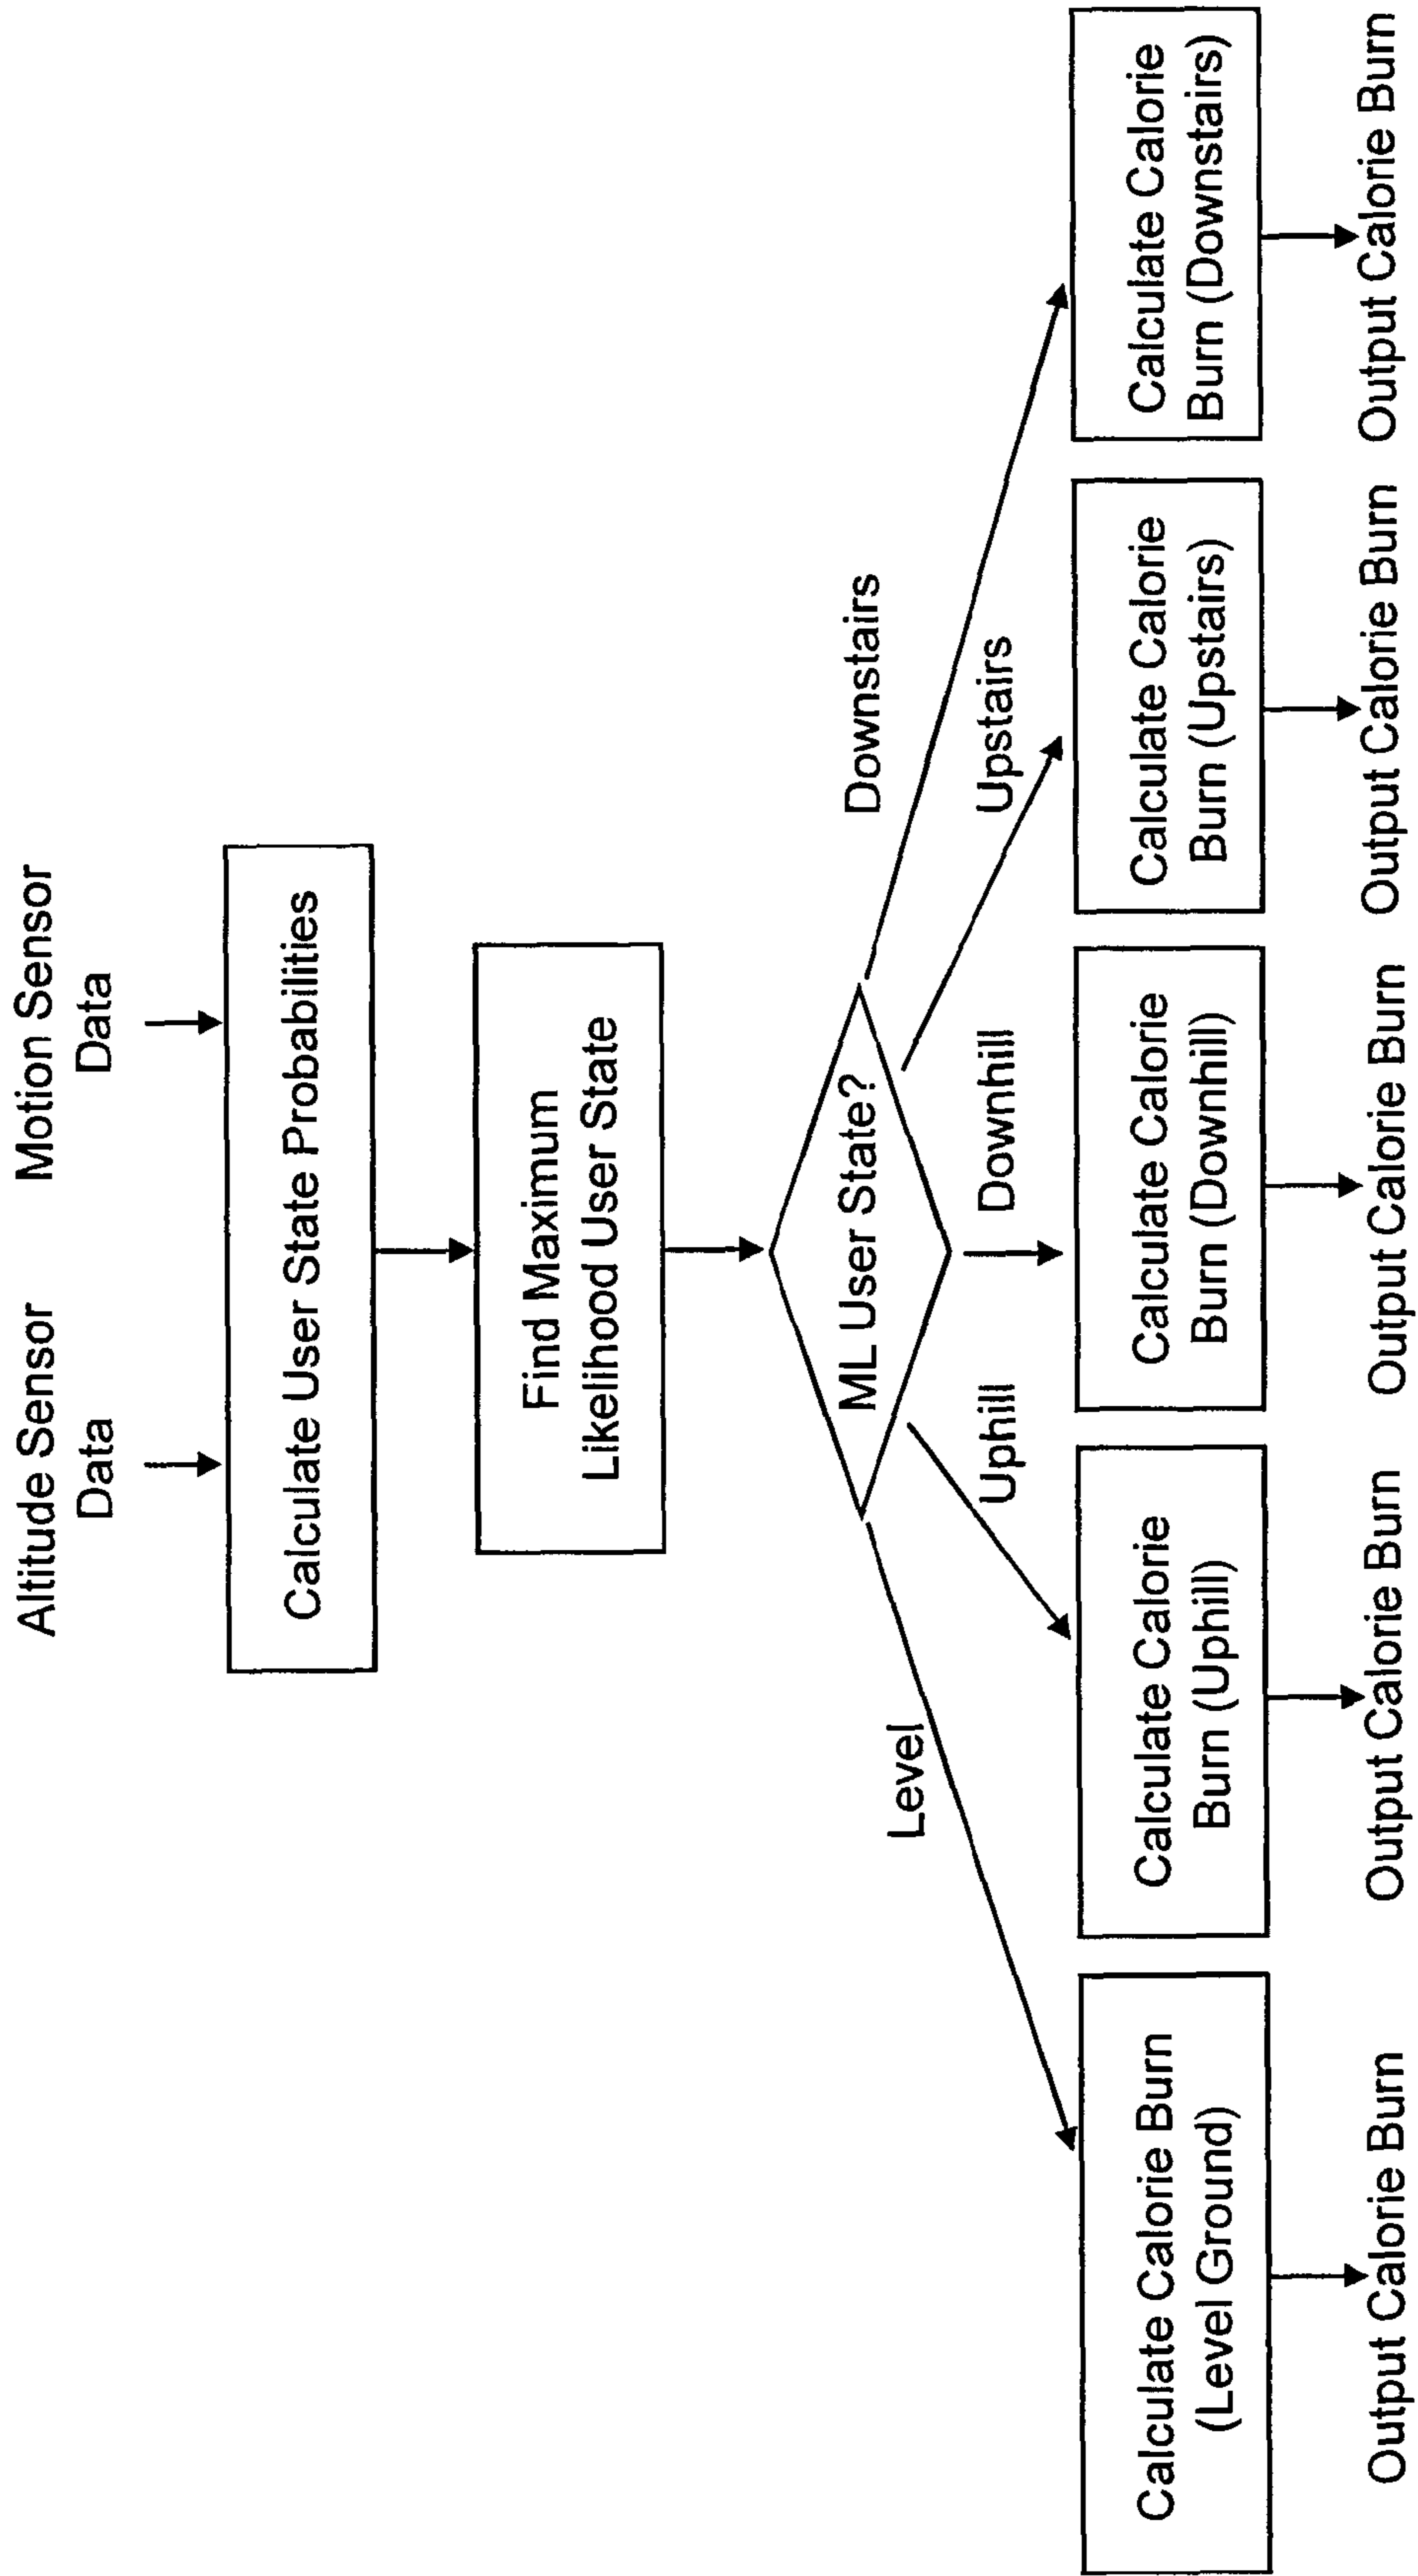 Altitude Sensor
Data
Motion Sensor
Data
Calculate User State Probabilities
Find Maximum
Likelihood User State
ML User State?
Level
Uphill
Downhill
Upstairs
Downstairs
Calculate Calorie Burn
(Level Ground)
Calculate Calorie
Burn (Uphill)
Calculate Calorie
Burn (Downhill)
Calculate Calorie
Burn (Upstairs)
Calculate Calorie
Burn (Downstairs)
Output Calorie Burn
Output Calorie Burn
Output Calorie Burn
Output Calorie Burn
Output Calorie Burn